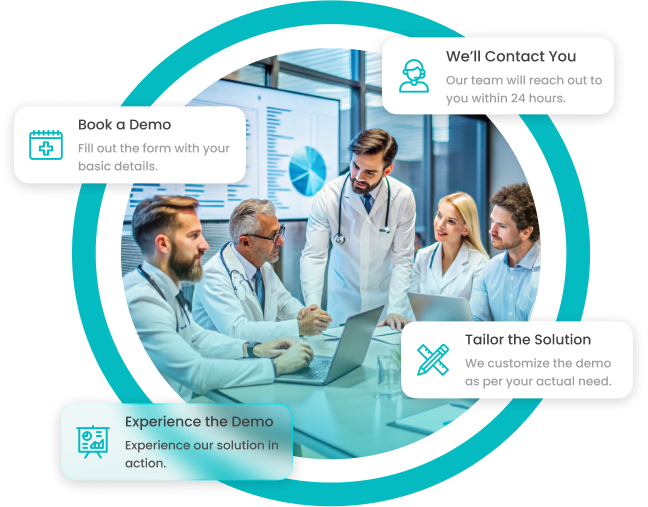 We’ll Contact You
Our team will reach out to
you within 24 hours.
Book a Demo
Fill out the form with your
basic details.
Tailor the Solution
We customize the demo
as per your actual need.
Experience the Demo
Experience our solution in
action.